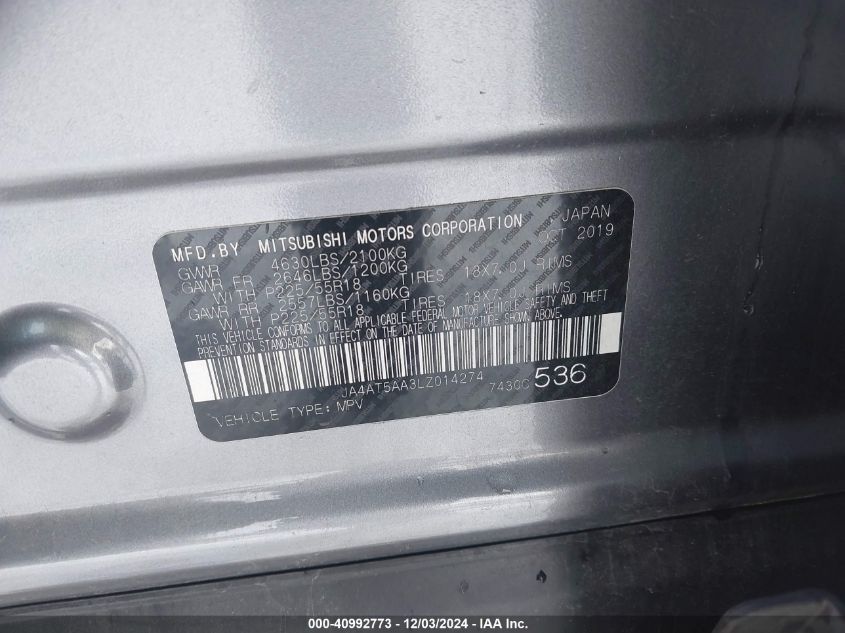 MFD.BY MITSUBISHI MOTORS CORPORATION JAPAN
GVWR 4630LBS/2100KG OCT 2019
GAWR FR 2646LBS/1200KG
WITH P225/55R18 TIRES 18X7.0J RIMS
GAWR RR 2557LBS/1160KG
WITH P225/55R18 TIRES 18X7.0J RIMS
THIS VEHICLE CONFORMS TO ALL APPLICABLE FEDERAL MOTOR VEHICLE SAFETY AND THEFT
PREVENTION STANDARDS IN EFFECT ON THE DATE OF MANUFACTURE SHOWN ABOVE.
JA4AT5AA3LZ014274 7430C 536
VEHICLE TYPE: MPV
000-40992773 - 12/03/2024 - IAA Inc.